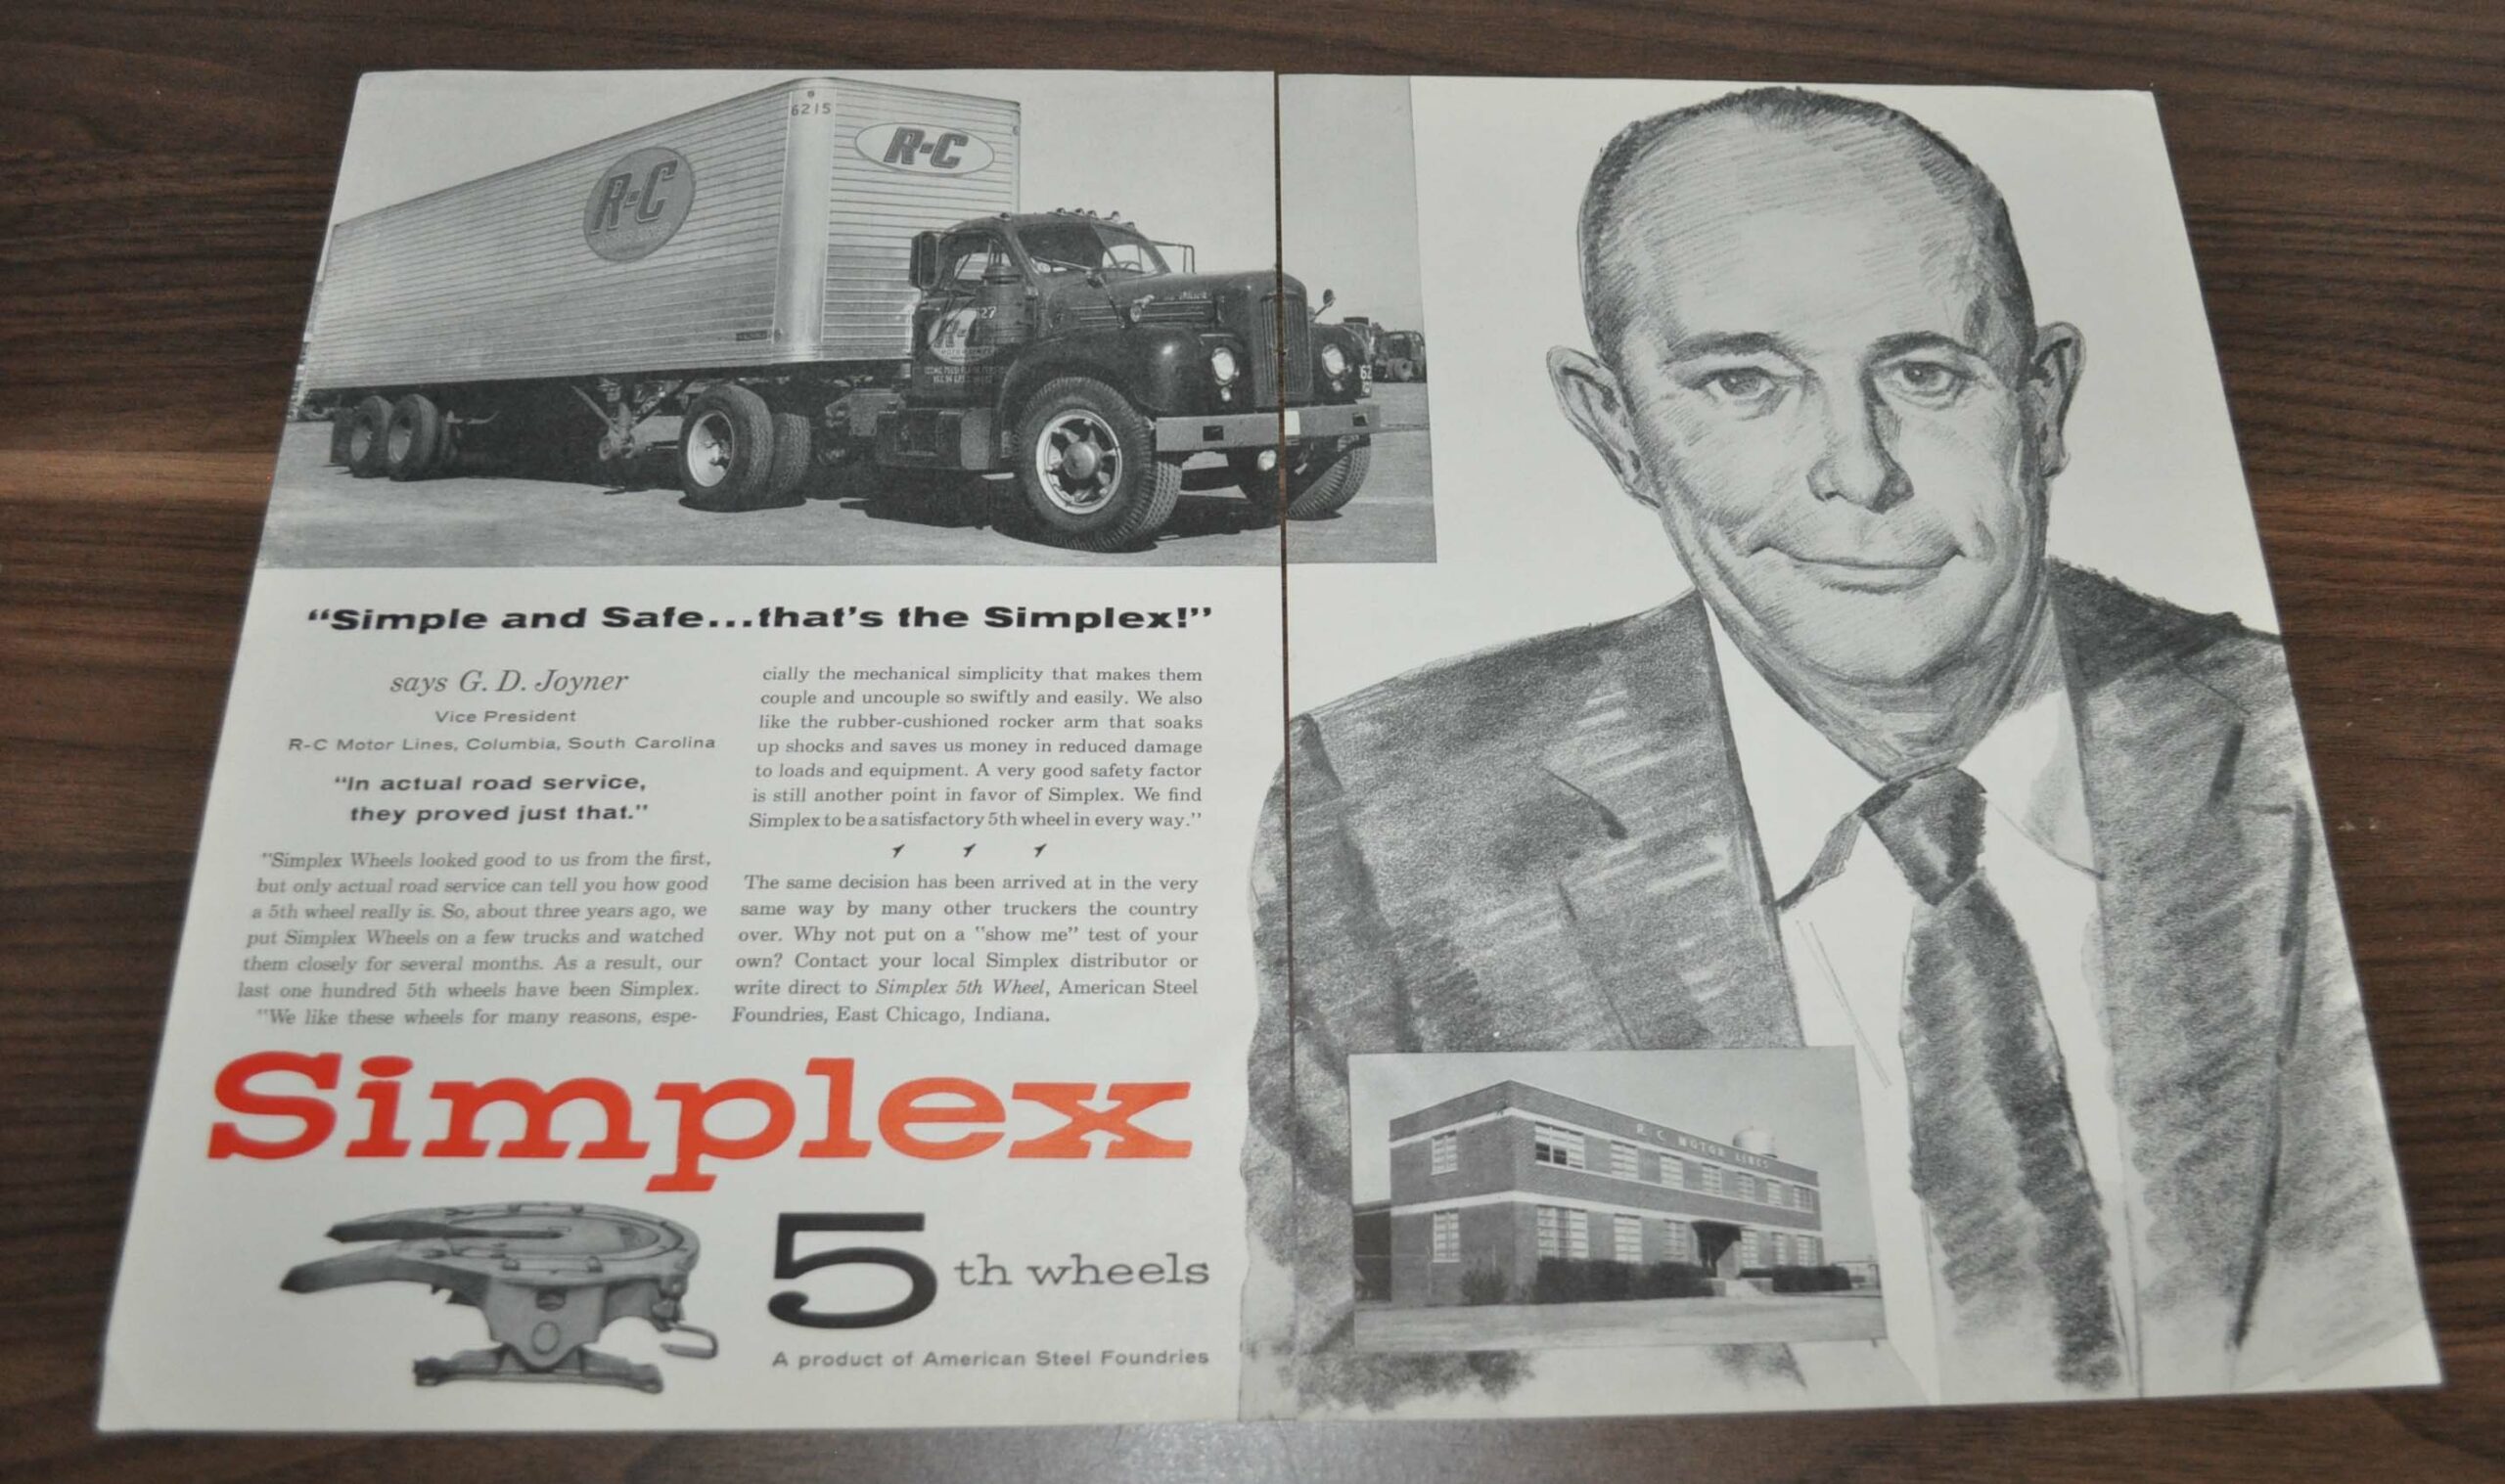 6215
R-C
R-C
27
R-C
62
"Simple and Safe...that's the Simplex!"
says G. D. Joyner
Vice President
R-C Motor Lines, Columbia, South Carolina
"In actual road service,
they proved just that."
"Simplex Wheels looked good to us from the first,
but only actual road service can tell you how good
a 5th wheel really is. So, about three years ago, we
put Simplex Wheels on a few trucks and watched
them closely for several months. As a result, our
last one hundred 5th wheels have been Simplex.
"We like these wheels for many reasons, espe-
cially the mechanical simplicity that makes them
couple and uncouple so swiftly and easily. We also
like the rubber-cushioned rocker arm that soaks
up shocks and saves us money in reduced damage
to loads and equipment. A very good safety factor
is still another point in favor of Simplex. We find
Simplex to be a satisfactory 5th wheel in every way."
The same decision has been arrived at in the very
same way by many other truckers the country
over. Why not put on a "show me" test of your
own? Contact your local Simplex distributor or
write direct to Simplex 5th Wheel, American Steel
Foundries, East Chicago, Indiana.
Simplex
5th wheels
A product of American Steel Foundries
R-C MOTOR LINES